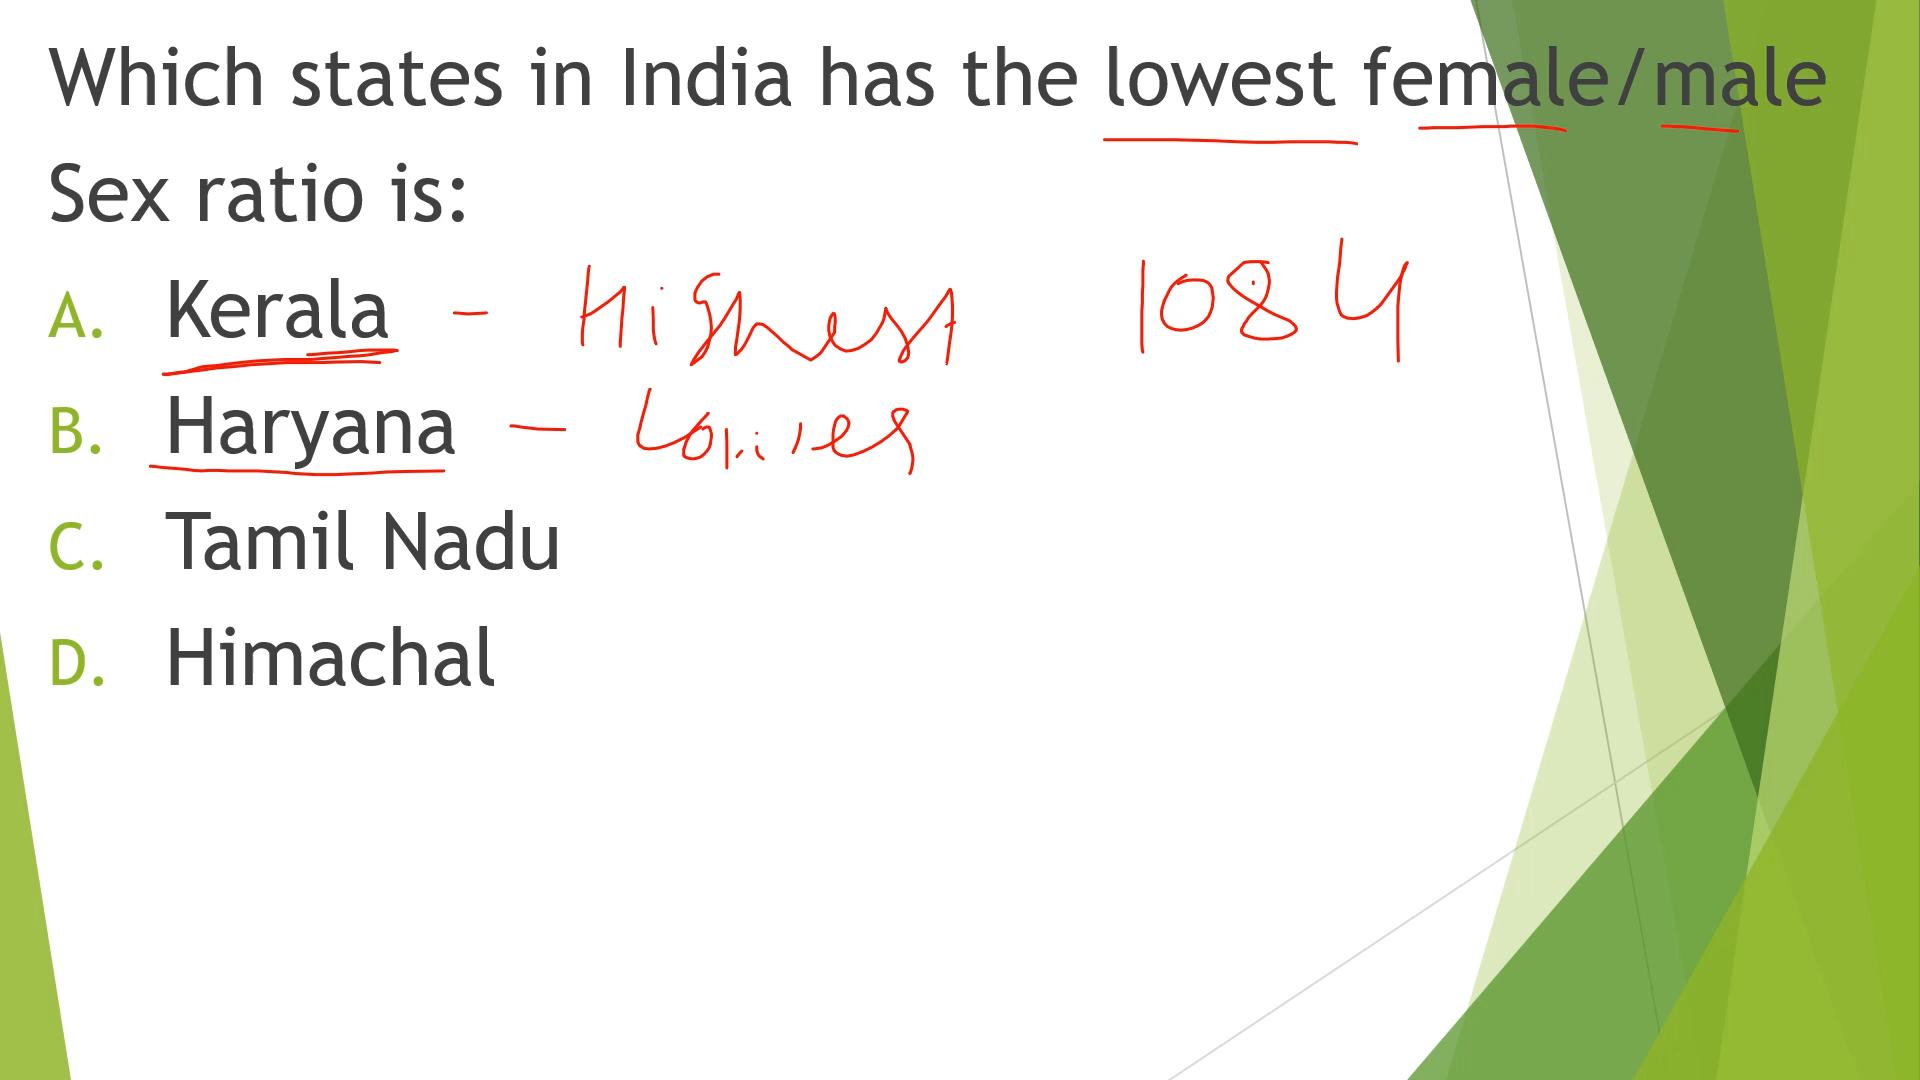 Which states in India has the lowest female/male
Sex ratio is:
A. Kerala - Highest 1084
B. Haryana -
C. Tamil Nadu
D. Himachal